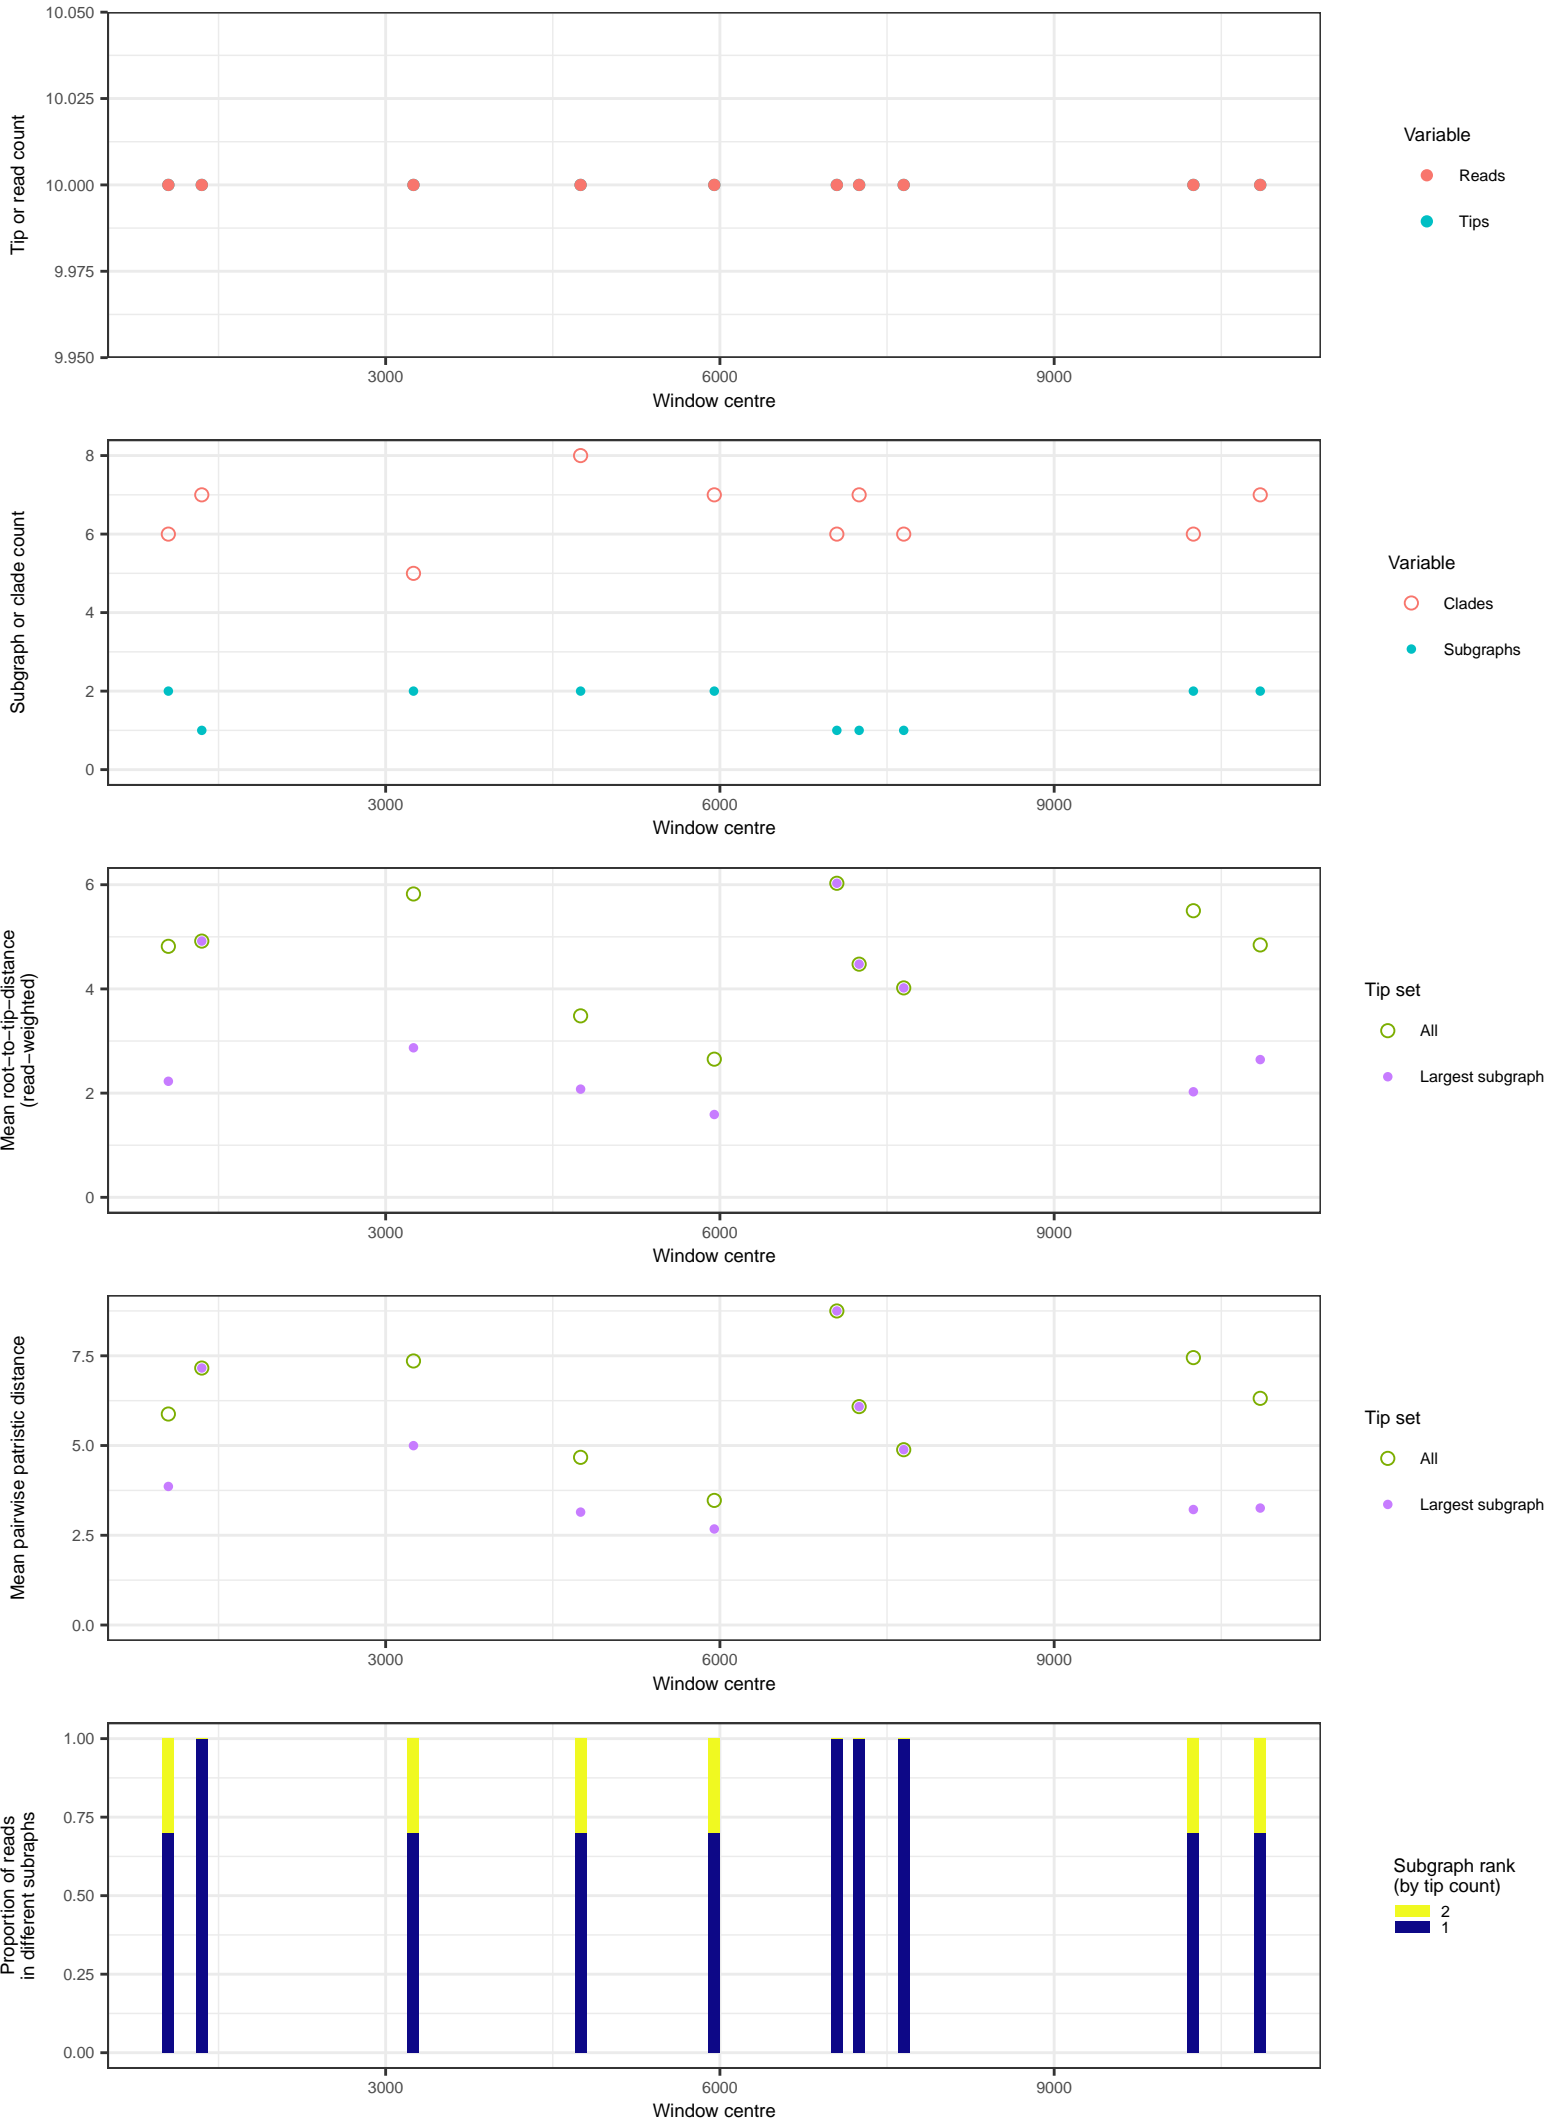 10.050
10.025
10.000
9.975
9.950
Tip or read count
3000 6000 9000
Window centre
Variable
Reads
Tips
8
6
4
2
0
Subgraph or clade count
3000 6000 9000
Window centre
Variable
Clades
Subgraphs
6
4
2
0
Mean root−to−tip−distance
(read−weighted)
3000 6000 9000
Window centre
Tip set
All
Largest subgraph
7.5
5.0
2.5
0.0
Mean pairwise patristic distance
3000 6000 9000
Window centre
Tip set
All
Largest subgraph
1.00
0.75
0.50
0.25
0.00
Proportion of reads
in different subraphs
3000 6000 9000
Window centre
Subgraph rank
(by tip count)
2
1